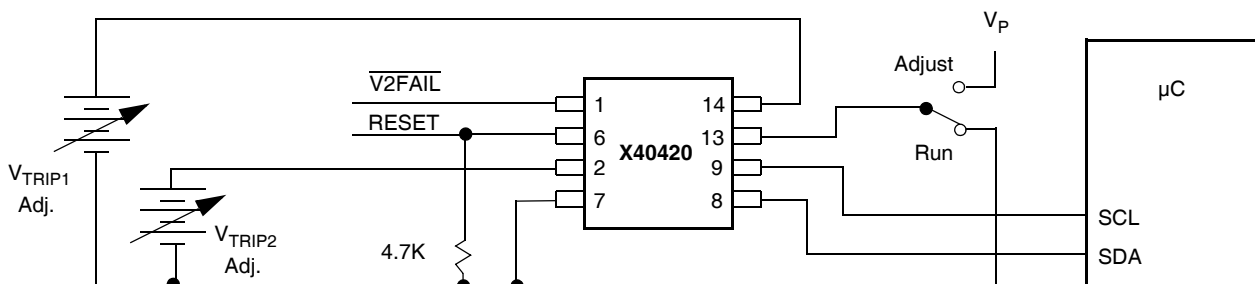 V_P
Adjust
µC
V2FAIL
1
14
RESET
6
13
X40420
2
9
Run
7
8
V_TRIP1
Adj.
V_TRIP2
Adj.
4.7K
SCL
SDA